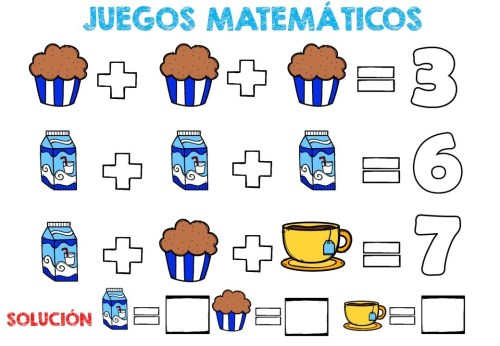 JUEGOS MATEMÁTICOS
+ + = 3
+ + = 6
+ + = 7
SOLUCIÓN = = =